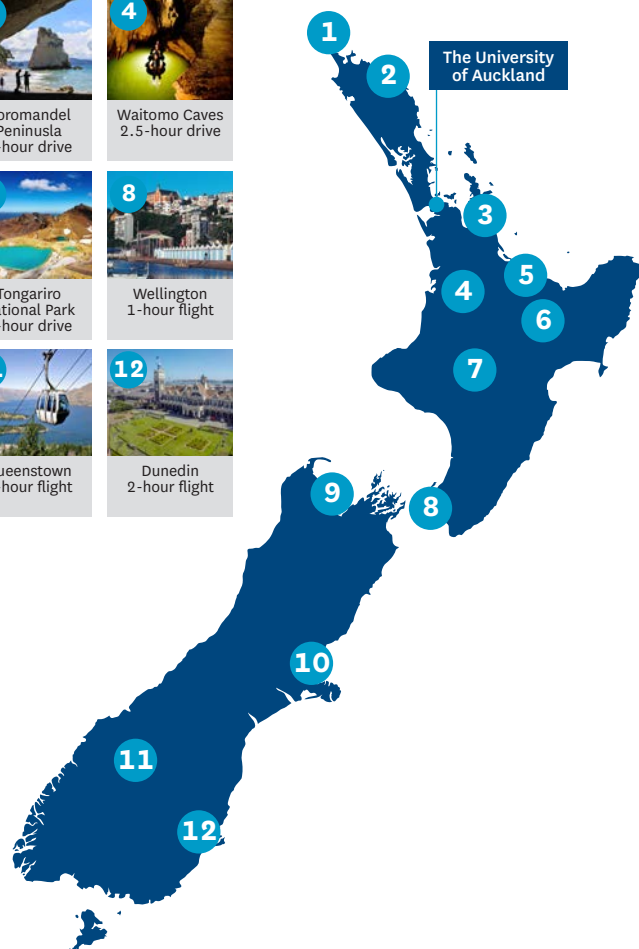 4
oromandel
Peninusla
-hour drive
Waitomo Caves
2.5-hour drive
8
Tongariro
tional Park
-hour drive
Wellington
1-hour flight
12
ueenstown
-hour flight
Dunedin
2-hour flight
The University
of Auckland
1
2
3
4
5
6
7
8
9
10
11
12